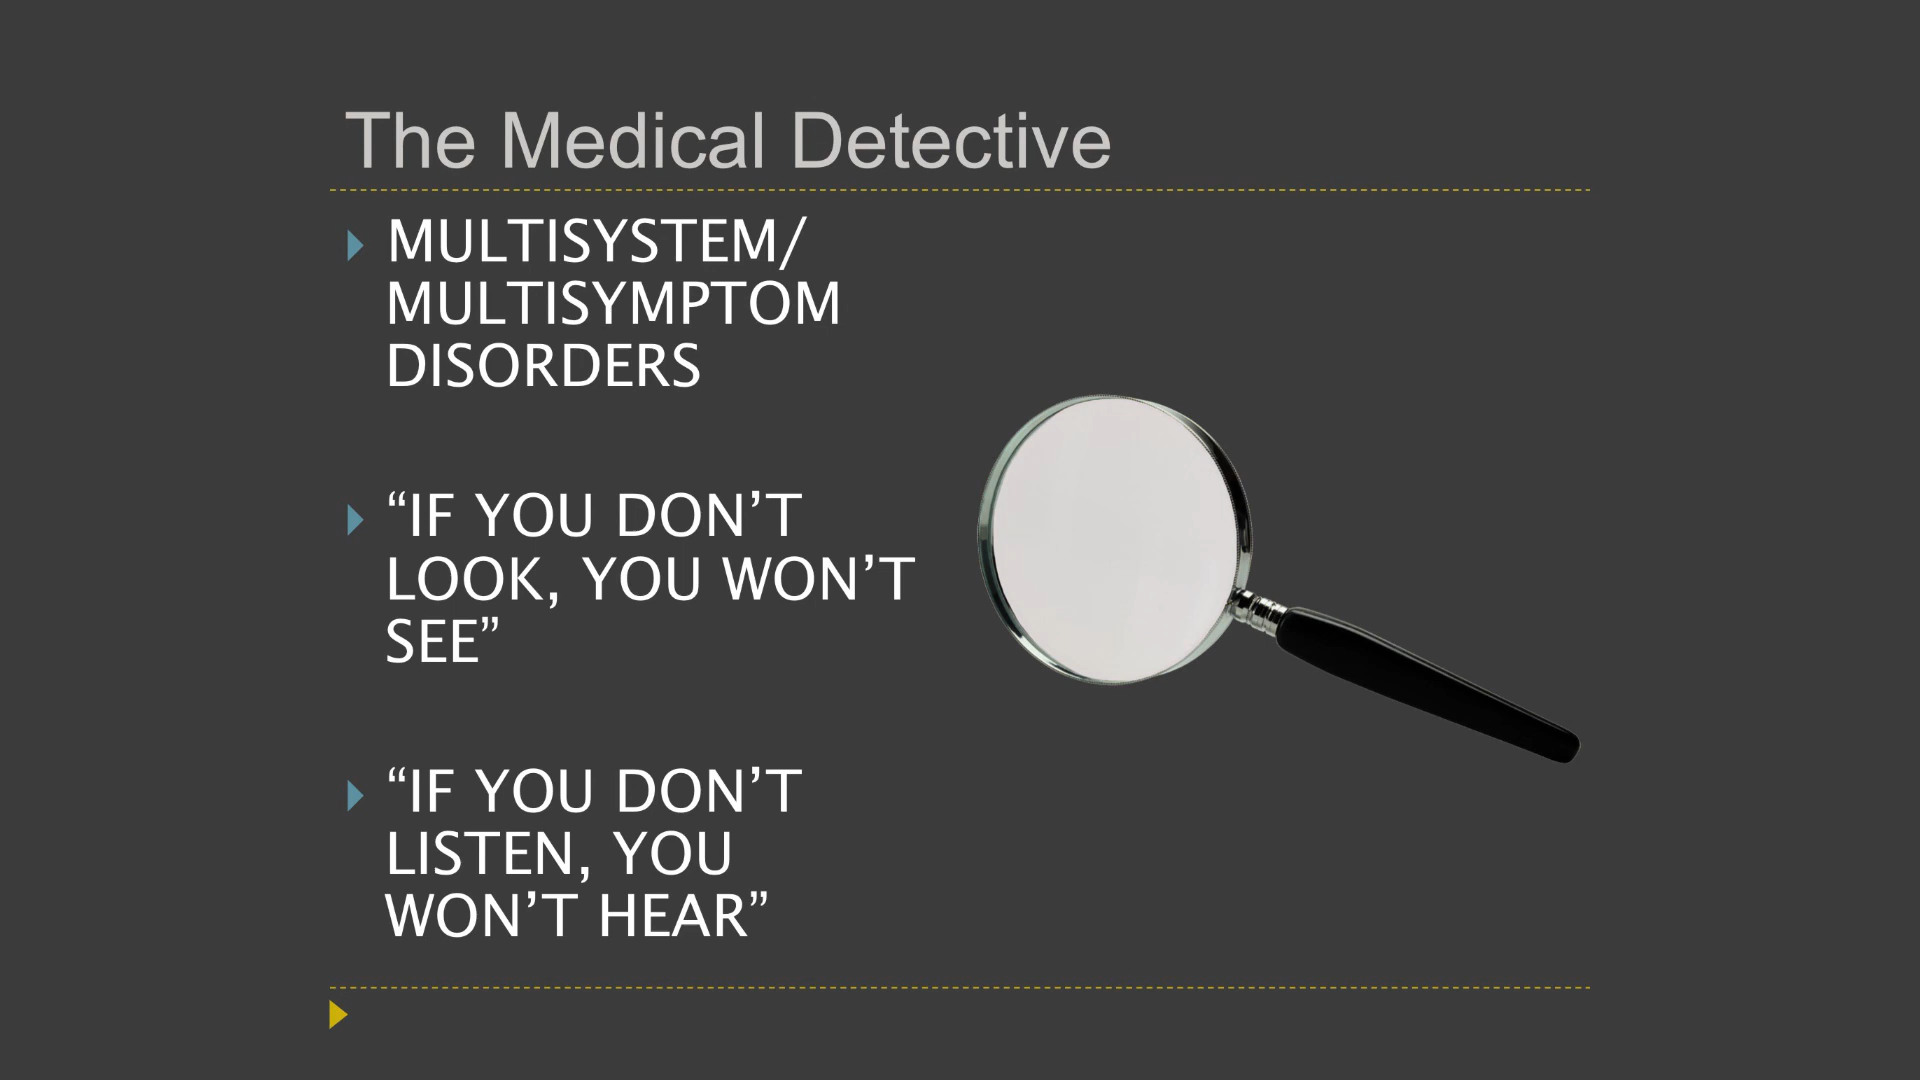 The Medical Detective
MULTISYSTEM/
MULTISYMPTOM
DISORDERS
“IF YOU DON’T
LOOK, YOU WON’T
SEE”
“IF YOU DON’T
LISTEN, YOU
WON’T HEAR”